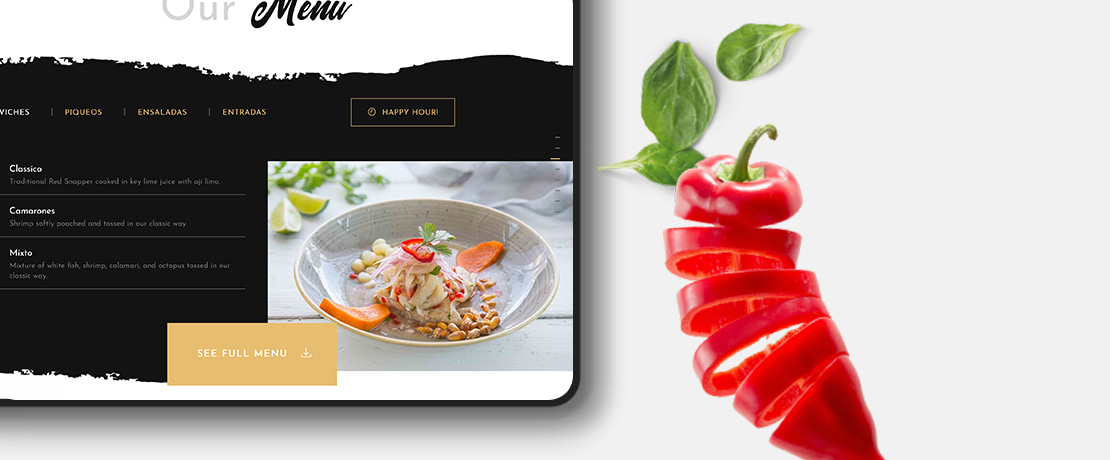 Our Menu
WICHES | PIQUEOS | ENSALADAS | ENTRADAS
HAPPY HOUR!
Classico
Traditional Red Snapper cooked in key lime juice with aji limo.
Camarones
Shrimp softly poached and tossed in our classic way.
Mixto
Mixture of white fish, shrimp, calamari, and octopus tossed in our
classic way.
SEE FULL MENU